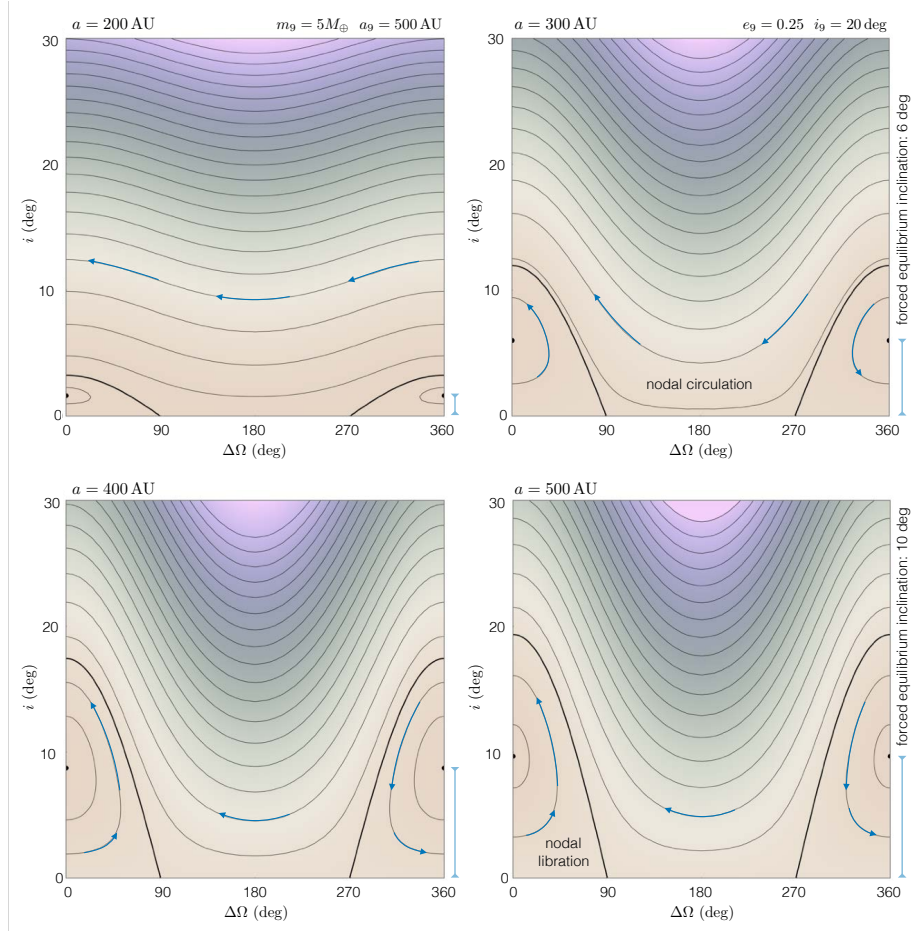 a = 200 AU
m₉ = 5M⊕ a₉ = 500 AU
30
20
10
0
i (deg)
0 90 180 270 360
ΔΩ (deg)
a = 300 AU
e₉ = 0.25 i₉ = 20 deg
30
20
10
0
i (deg)
nodal circulation
0 90 180 270 360
ΔΩ (deg)
forced equilibrium inclination: 6 deg
a = 400 AU
30
20
10
0
i (deg)
0 90 180 270 360
ΔΩ (deg)
a = 500 AU
30
20
10
0
i (deg)
nodal
libration
0 90 180 270 360
ΔΩ (deg)
forced equilibrium inclination: 10 deg